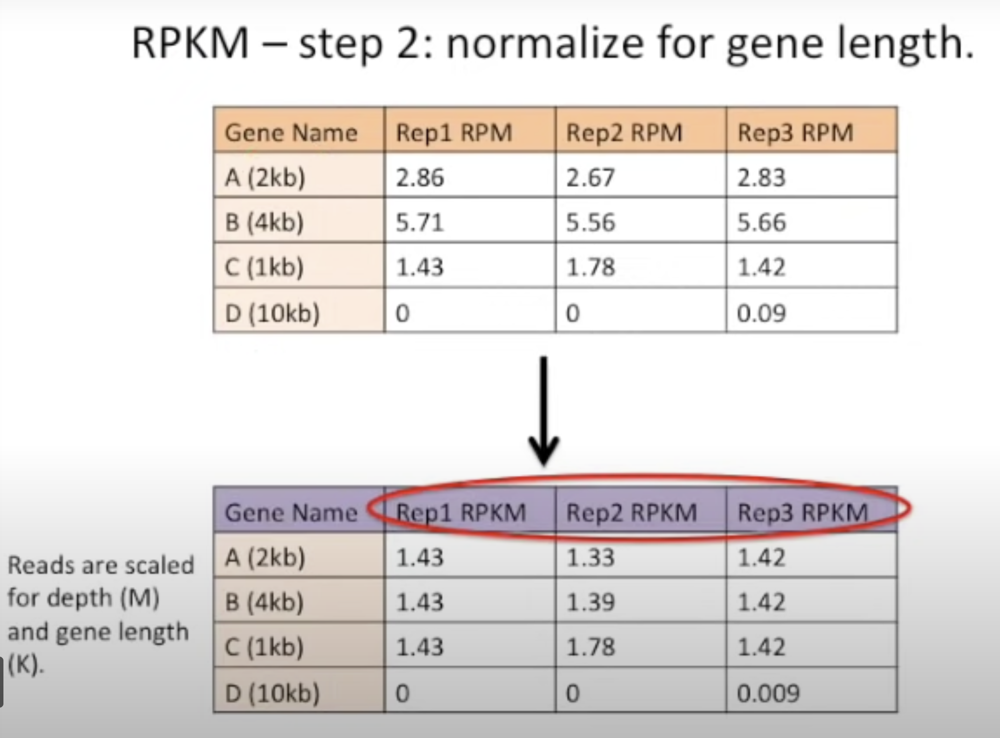 RPKM – step 2: normalize for gene length.
Gene Name Rep1 RPM Rep2 RPM Rep3 RPM
A (2kb) 2.86 2.67 2.83
B (4kb) 5.71 5.56 5.66
C (1kb) 1.43 1.78 1.42
D (10kb) 0 0 0.09
Gene Name Rep1 RPKM Rep2 RPKM Rep3 RPKM
A (2kb) 1.43 1.33 1.42
B (4kb) 1.43 1.39 1.42
C (1kb) 1.43 1.78 1.42
D (10kb) 0 0 0.009
Reads are scaled
for depth (M)
and gene length
(K).